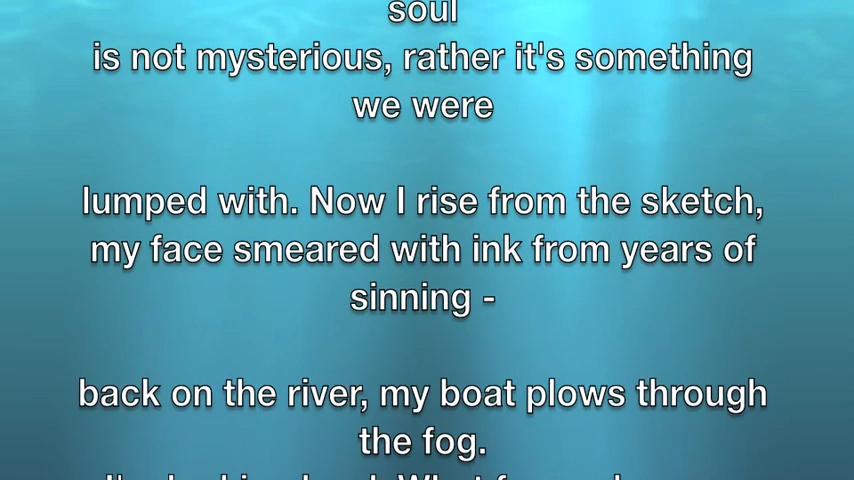 soul
is not mysterious, rather it's something
we were
lumped with. Now I rise from the sketch,
my face smeared with ink from years of
sinning -
back on the river, my boat plows through
the fog.